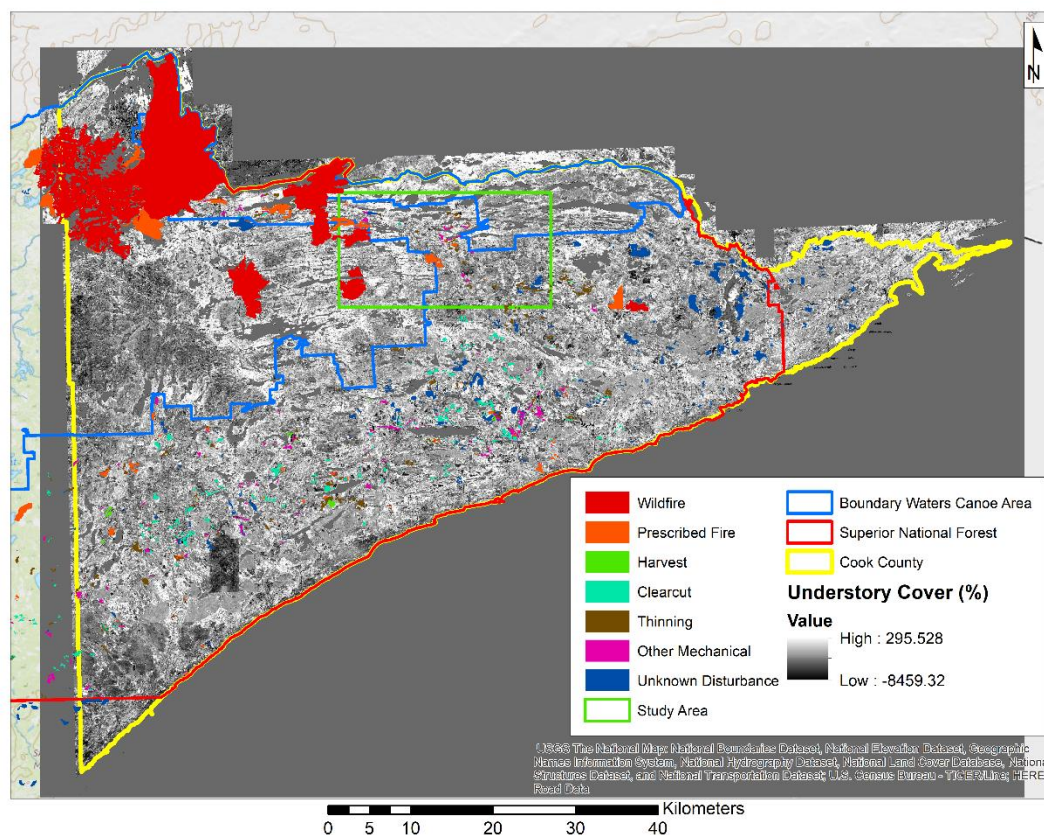 N
Wildfire
Prescribed Fire
Harvest
Clearcut
Thinning
Other Mechanical
Unknown Disturbance
Study Area
Boundary Waters Canoe Area
Superior National Forest
Cook County
Understory Cover (%)
Value
High : 295.528
Low : -8459.32
USGS The National Map: National Boundaries Dataset, National Elevation Dataset, Geographic
Names Information System, National Hydrography Dataset, National Land Cover Database, Nationa
Structures Dataset, and National Transportation Dataset; U.S. Census Bureau - TIGER/Line; HERE
Road Data
Kilometers
0 5 10 20 30 40